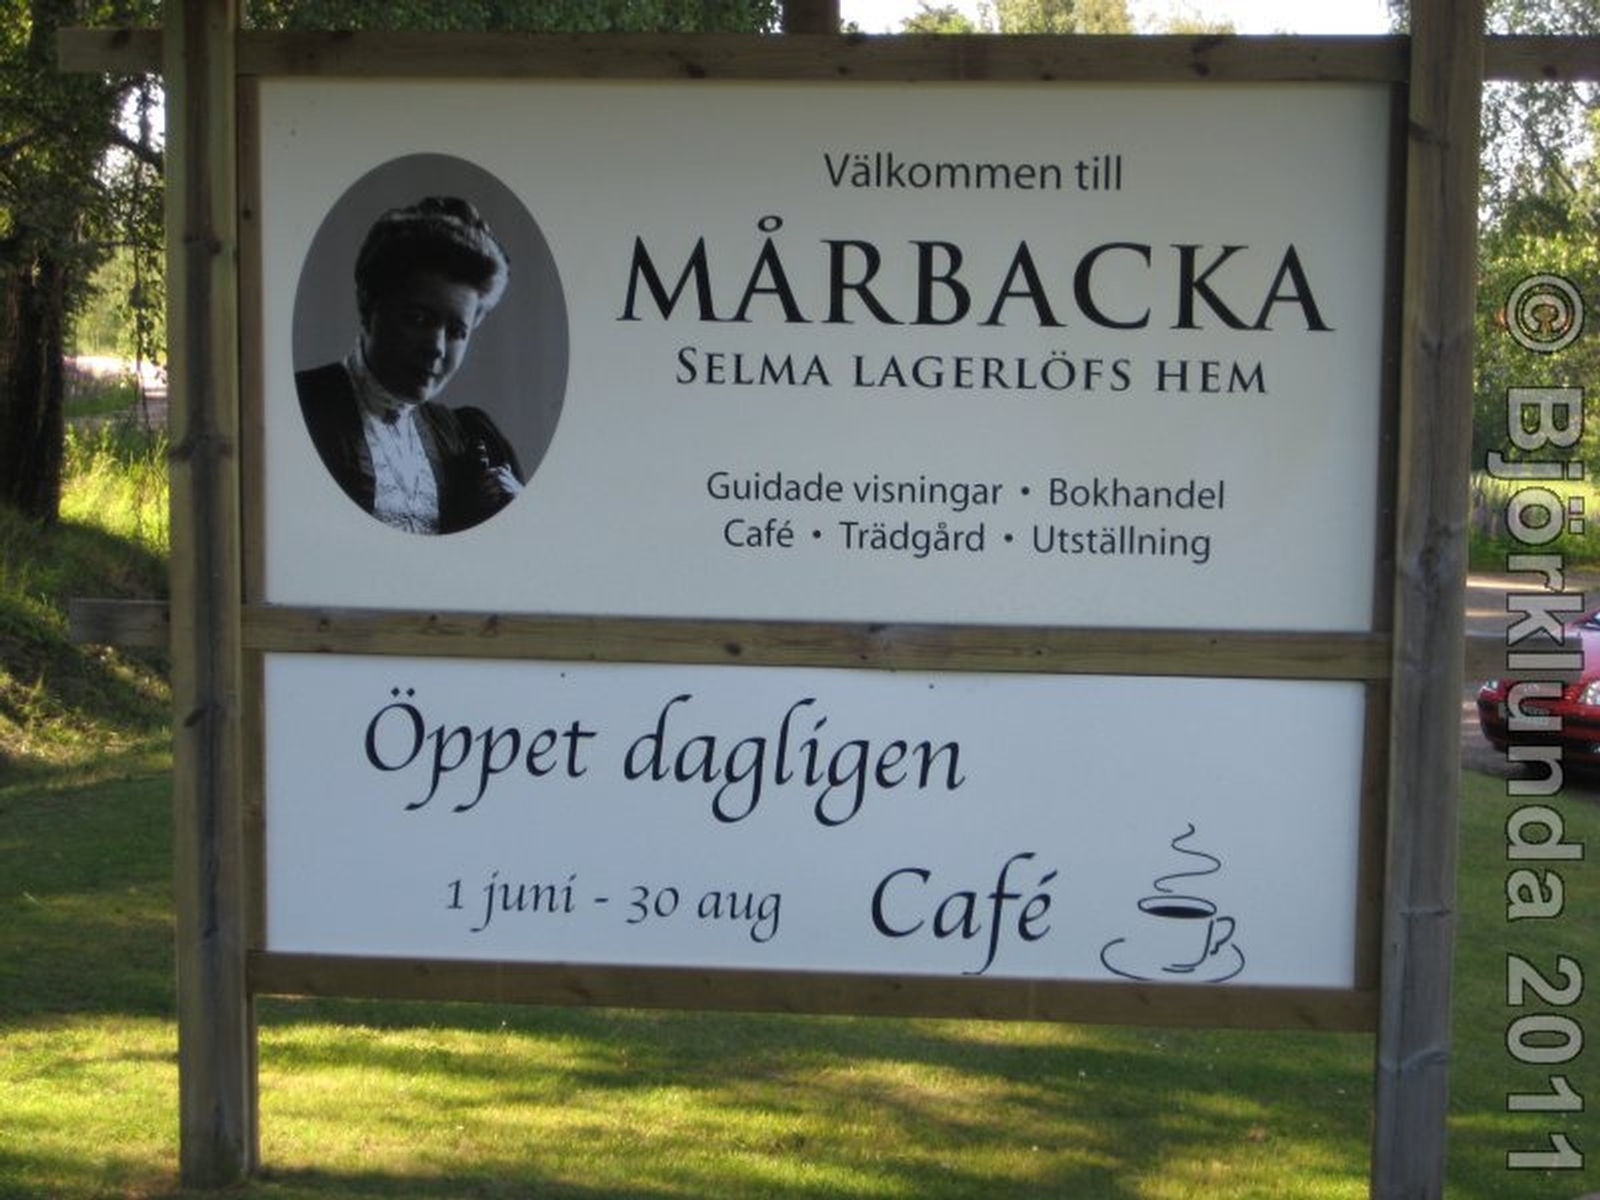 Välkommen till
MÅRBACKA
SELMA LAGERLÖFS HEM
Guidade visningar • Bokhandel
Café • Trädgård • Utställning
Öppet dagligen
1 juni - 30 aug
Café
© Björklunda 2011